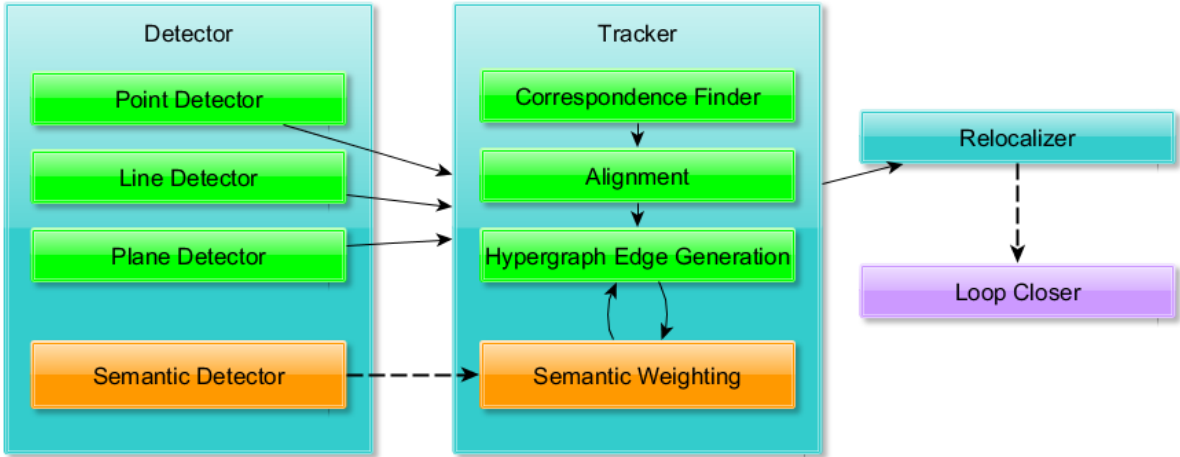 Detector
Point Detector
Line Detector
Plane Detector
Semantic Detector
Tracker
Correspondence Finder
Alignment
Hypergraph Edge Generation
Semantic Weighting
Relocalizer
Loop Closer